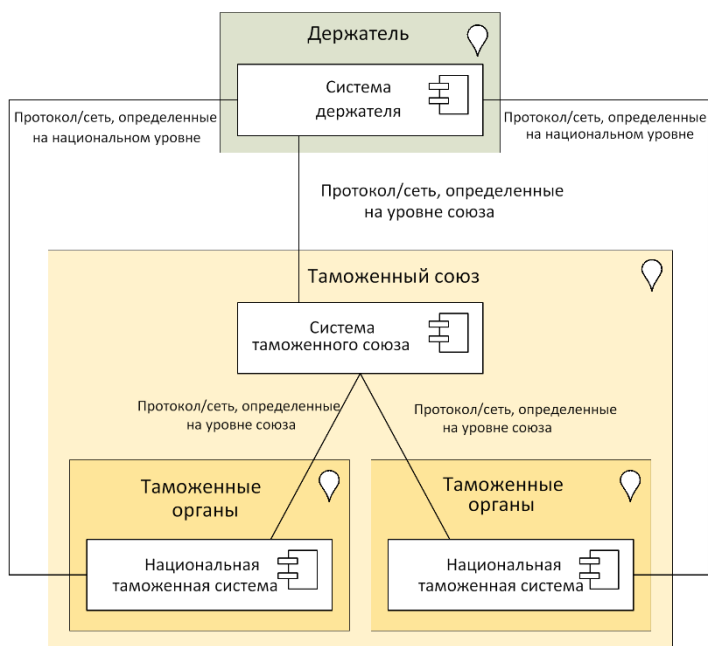 Держатель
Система
держателя
Протокол/сеть, определенные
на национальном уровне
Протокол/сеть, определенные
на национальном уровне
Протокол/сеть, определенные
на уровне союза
Таможенный союз
Система
таможенного союза
Протокол/сеть, определенные
на уровне союза
Протокол/сеть, определенные
на уровне союза
Таможенные
органы
Национальная
таможенная система
Таможенные
органы
Национальная
таможенная система